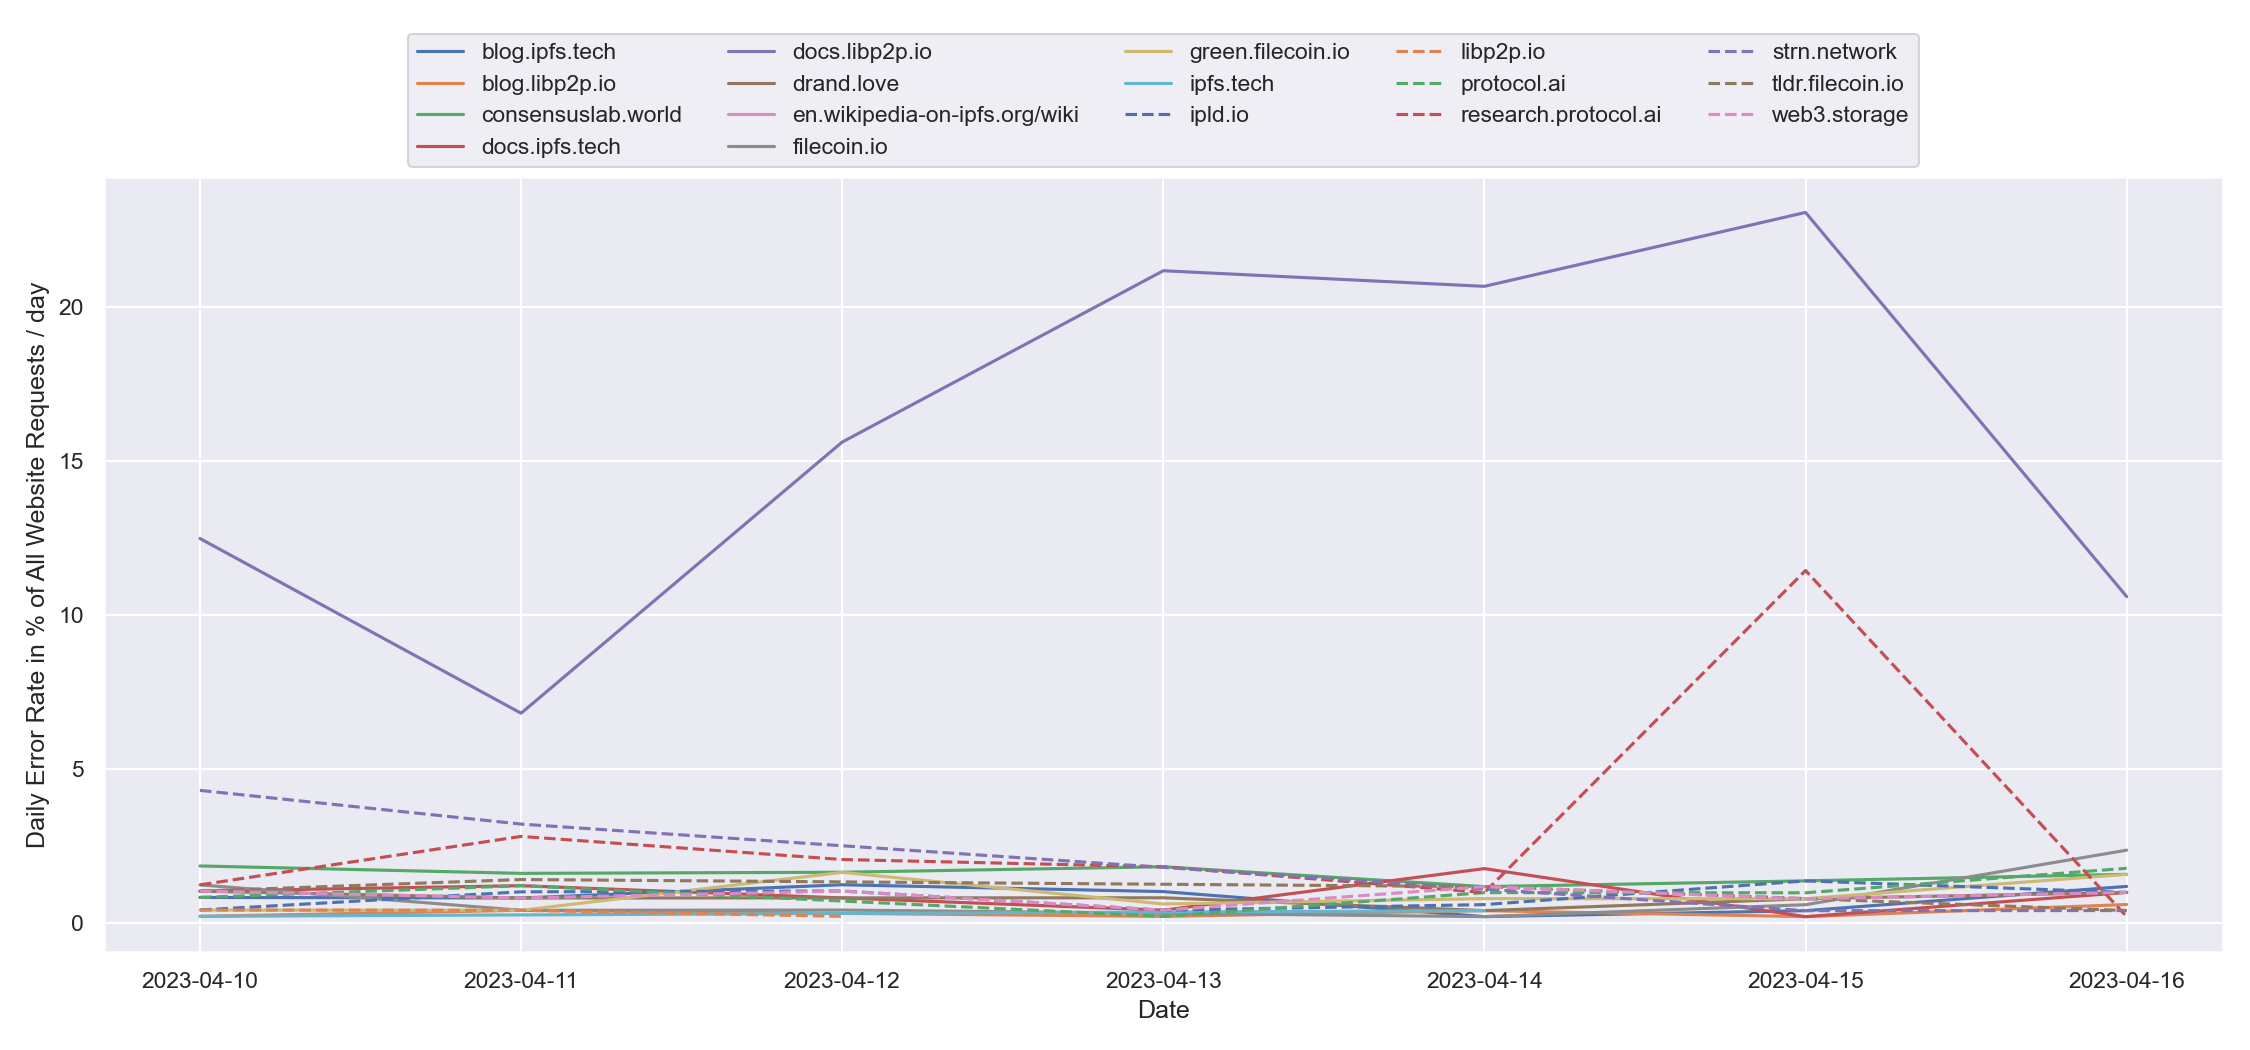 blog.ipfs.tech
blog.libp2p.io
consensuslab.world
docs.ipfs.tech
docs.libp2p.io
drand.love
en.wikipedia-on-ipfs.org/wiki
filecoin.io
green.filecoin.io
ipfs.tech
ipld.io
libp2p.io
protocol.ai
research.protocol.ai
strn.network
tldr.filecoin.io
web3.storage
Daily Error Rate in % of All Website Requests / day
20
15
10
5
0
2023-04-10
2023-04-11
2023-04-12
2023-04-13
2023-04-14
2023-04-15
2023-04-16
Date